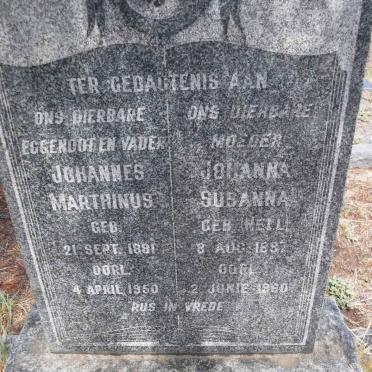 TER GEDAGTENIS AAN
ONS DIERBARE
EGGENOOT EN VADER
JOHANNES
MARTHINUS
GEB.
21 SEPT. 1891
OORL.
4 APRIL 1950
ONS DIERBARE
MOEDER
JOHANNA
SUSANNA
GEB (NELL)
8 AUG. 1897
OORL.
2 JUNIE 1960
RUS IN VREDE